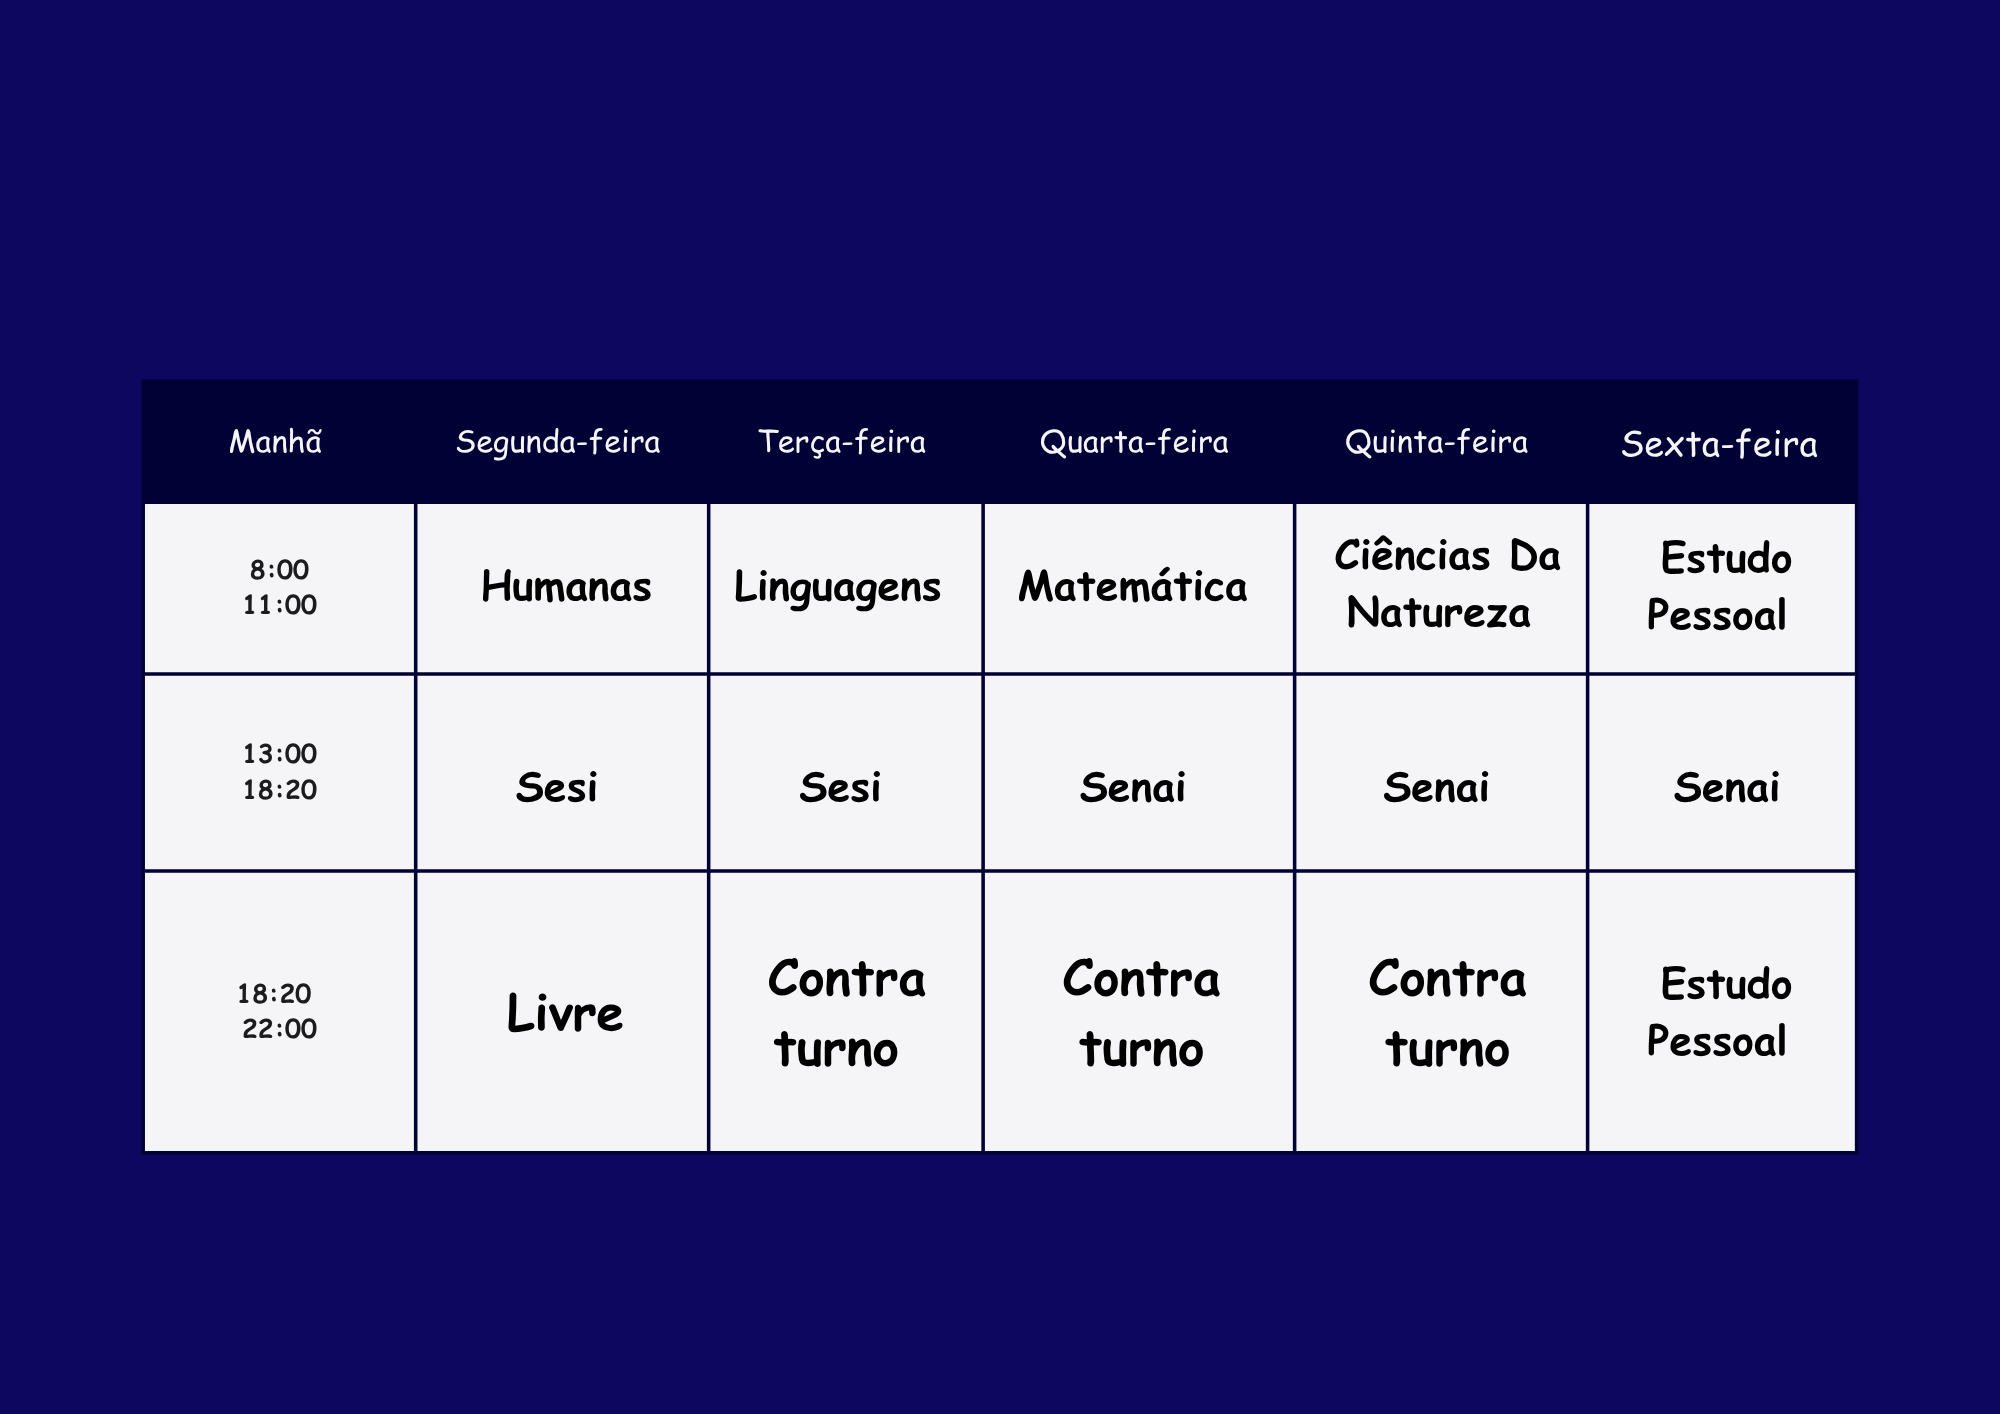 Manhã Segunda-feira Terça-feira Quarta-feira Quinta-feira Sexta-feira
8:00
11:00
Humanas
Linguagens
Matemática
Ciências Da
Natureza
Estudo
Pessoal
13:00
18:20
Sesi
Sesi
Senai
Senai
Senai
18:20
22:00
Livre
Contra
turno
Contra
turno
Contra
turno
Estudo
Pessoal